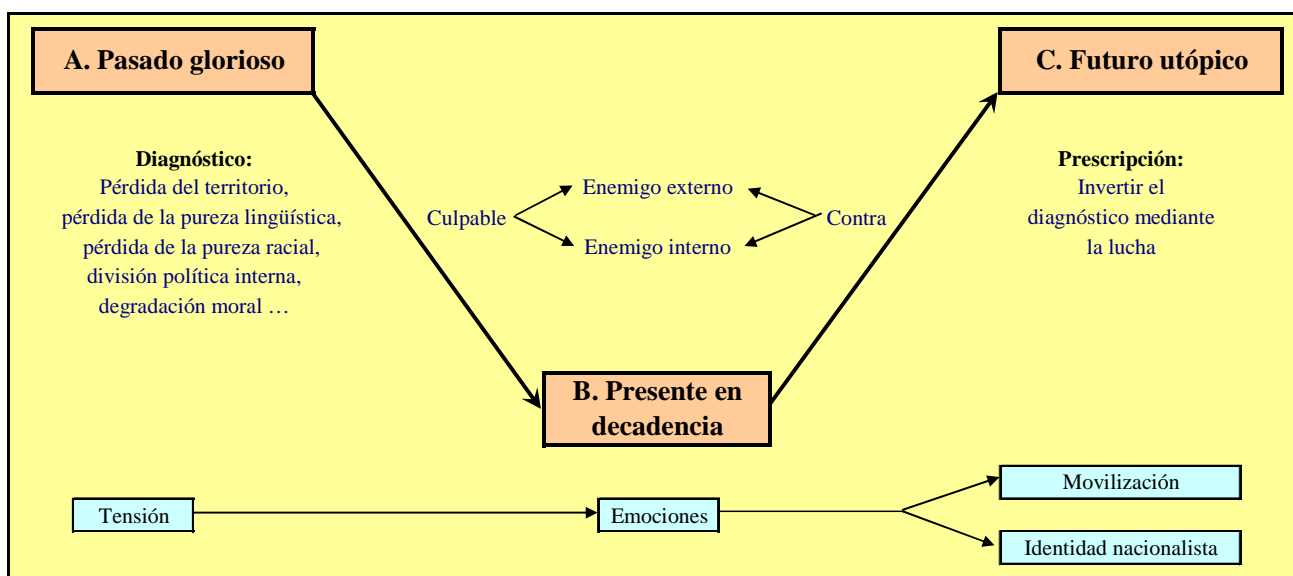 A. Pasado glorioso
C. Futuro utópico
Diagnóstico:
Pérdida del territorio,
pérdida de la pureza lingüística,
pérdida de la pureza racial,
división política interna,
degradación moral …
Culpable
Enemigo externo
Enemigo interno
Contra
Prescripción:
Invertir el
diagnóstico mediante
la lucha
B. Presente en
decadencia
Tensión
Emociones
Movilización
Identidad nacionalista